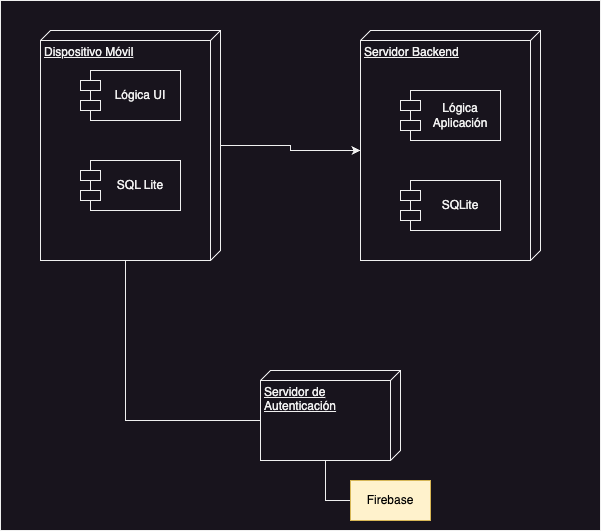 Dispositivo Móvil
Lógica UI
SQL Lite
Servidor Backend
Lógica
Aplicación
SQLite
Servidor de
Autenticación
Firebase